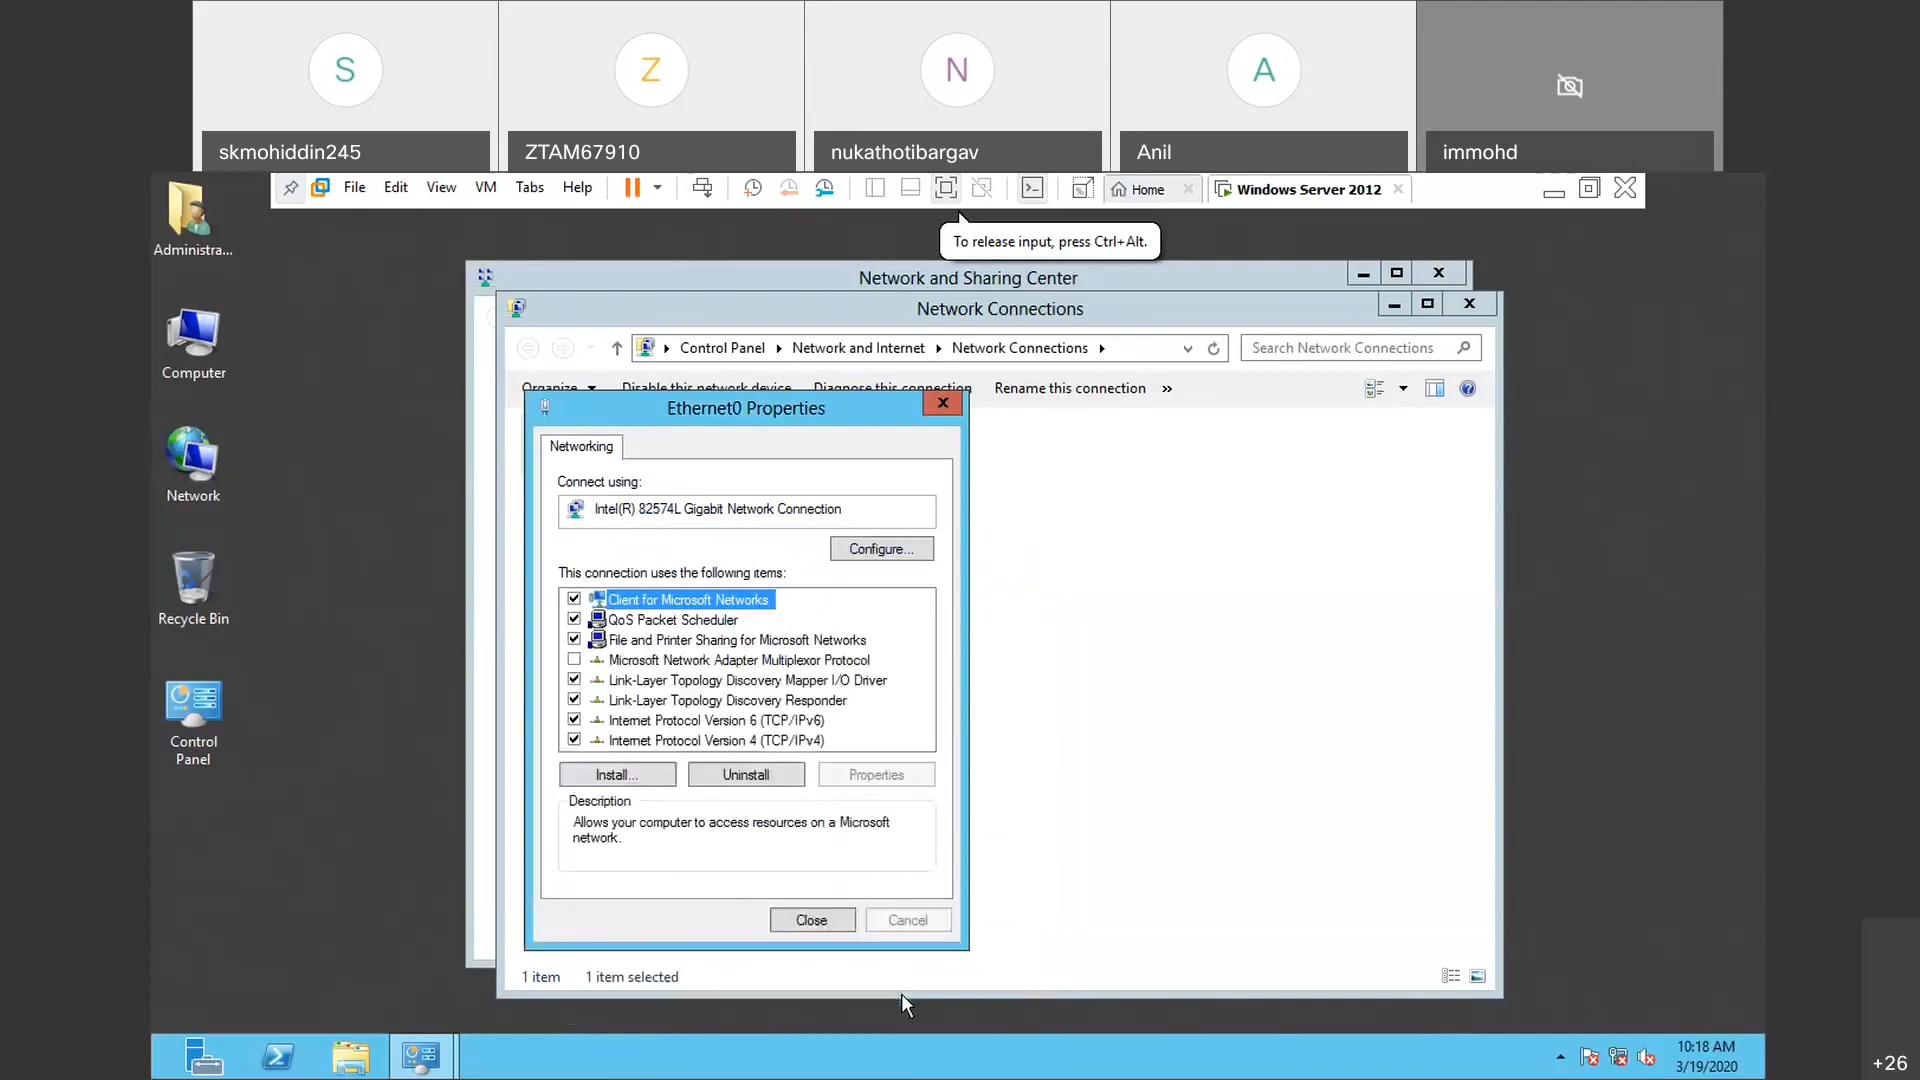 S
Z
N
A
skmohiddin245
ZTAM67910
nukathotibargav
Anil
immohd
File Edit View VM Tabs Help
Home
Windows Server 2012
To release input, press Ctrl+Alt.
Administra...
Computer
Network
Recycle Bin
Control
Panel
Network and Sharing Center
Network Connections
Control Panel Network and Internet Network Connections
Search Network Connections
Organize Disable this network device Diagnose this connection Rename this connection »
Ethernet0 Properties
Networking
Connect using:
Intel(R) 82574L Gigabit Network Connection
Configure...
This connection uses the following items:
Client for Microsoft Networks
QoS Packet Scheduler
File and Printer Sharing for Microsoft Networks
Microsoft Network Adapter Multiplexor Protocol
Link-Layer Topology Discovery Mapper I/O Driver
Link-Layer Topology Discovery Responder
Internet Protocol Version 6 (TCP/IPv6)
Internet Protocol Version 4 (TCP/IPv4)
Install... Uninstall Properties
Description
Allows your computer to access resources on a Microsoft
network.
Close Cancel
1 item 1 item selected
10:18 AM
3/19/2020
+26